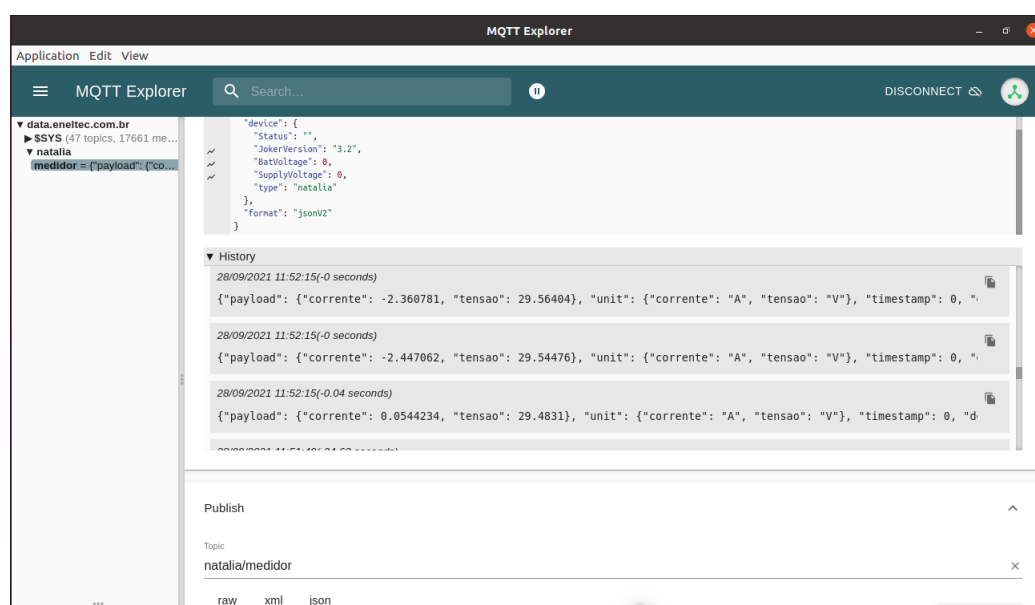 MQTT Explorer
Application Edit View
MQTT Explorer
Search...
DISCONNECT
▼ data.eneltec.com.br
▶ $SYS (47 topics, 17661 me...
▼ natalia
medidor = {"payload": {"co...
"device": {
"Status": "",
"JokerVersion": "3.2",
"BatVoltage": 0,
"SupplyVoltage": 0,
"type": "natalia"
},
"format": "jsonV2"
}
▼ History
28/09/2021 11:52:15(-0 seconds)
{"payload": {"corrente": -2.360781, "tensao": 29.56404}, "unit": {"corrente": "A", "tensao": "V"}, "timestamp": 0, "
28/09/2021 11:52:15(-0 seconds)
{"payload": {"corrente": -2.447062, "tensao": 29.54476}, "unit": {"corrente": "A", "tensao": "V"}, "timestamp": 0, "
28/09/2021 11:52:15(-0.04 seconds)
{"payload": {"corrente": 0.0544234, "tensao": 29.4831}, "unit": {"corrente": "A", "tensao": "V"}, "timestamp": 0, "d
Publish
Topic
natalia/medidor
raw xml json